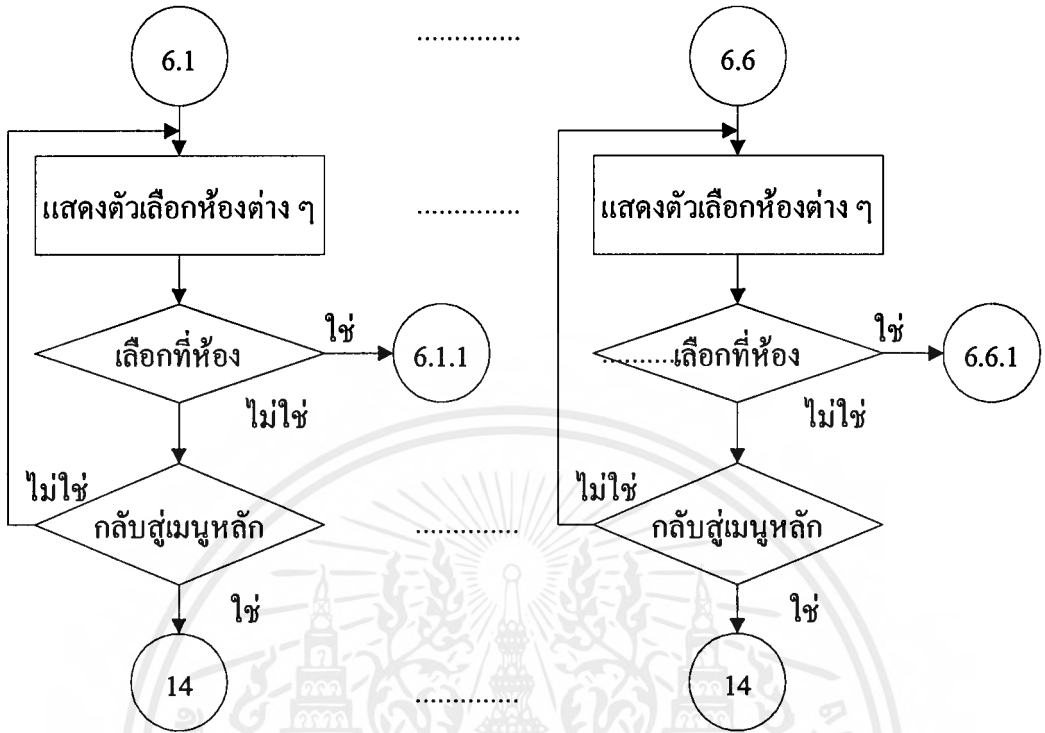 6.1 .............. 6.6
แสดงตัวเลือกห้องต่าง ๆ .............. แสดงตัวเลือกห้องต่าง ๆ
ใช่ ใช่
เลือกที่ห้อง 6.1.1 ..........เลือกที่ห้อง 6.6.1
ไม่ใช่ ไม่ใช่
ไม่ใช่ ไม่ใช่
กลับสู่เมนูหลัก .............. กลับสู่เมนูหลัก
ใช่ ใช่
14 .............. 14